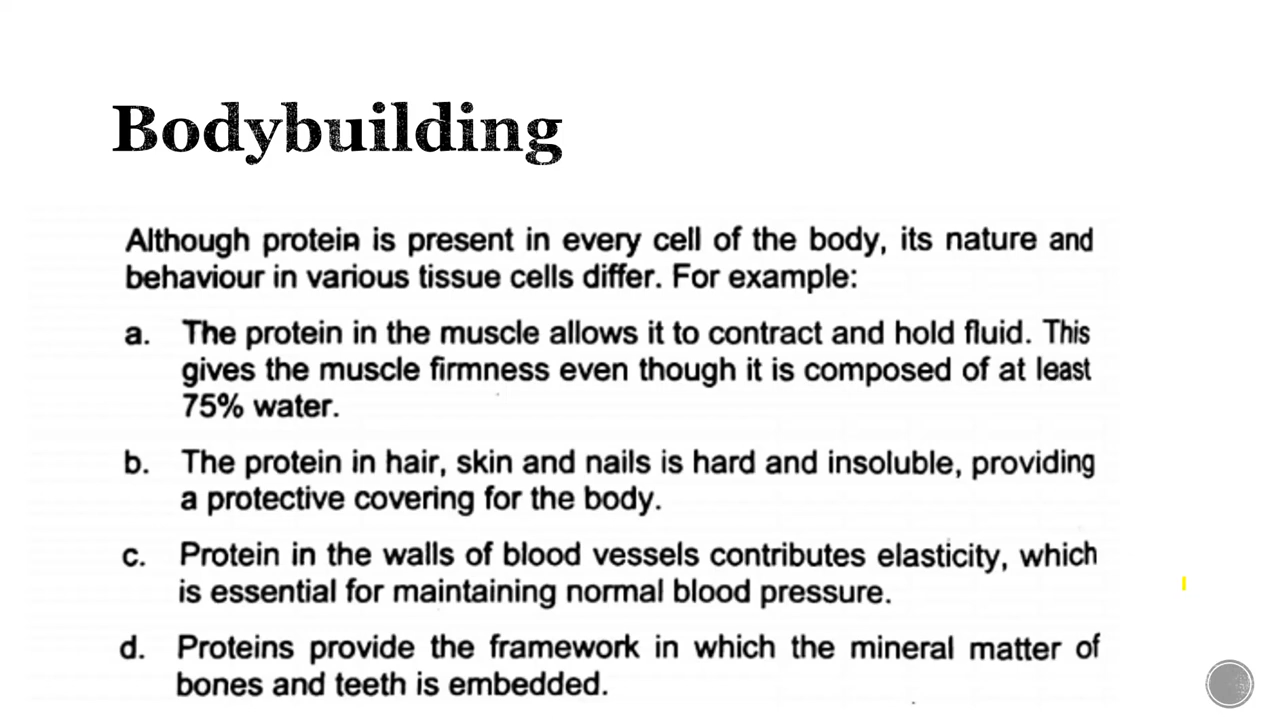 Bodybuilding
Although protein is present in every cell of the body, its nature and
behaviour in various tissue cells differ. For example:
a. The protein in the muscle allows it to contract and hold fluid. This
gives the muscle firmness even though it is composed of at least
75% water.
b. The protein in hair, skin and nails is hard and insoluble, providing
a protective covering for the body.
c. Protein in the walls of blood vessels contributes elasticity, which
is essential for maintaining normal blood pressure.
d. Proteins provide the framework in which the mineral matter of
bones and teeth is embedded.